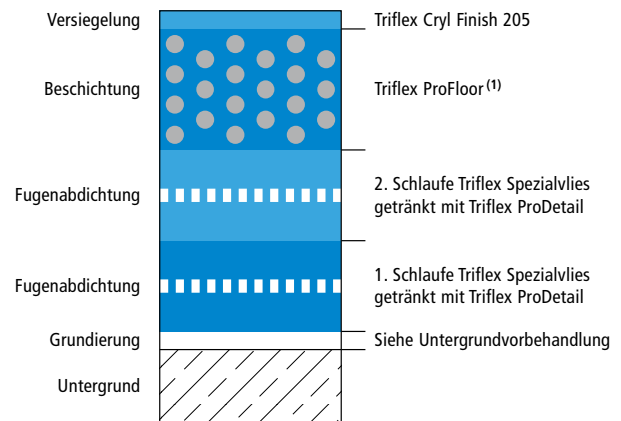 Versiegelung Triflex Cryl Finish 205
Beschichtung Triflex ProFloor (1)
Fugenabdichtung 2. Schlaufe Triflex Spezialvlies
getränkt mit Triflex ProDetail
Fugenabdichtung 1. Schlaufe Triflex Spezialvlies
getränkt mit Triflex ProDetail
Grundierung Siehe Untergrundvorbehandlung
Untergrund